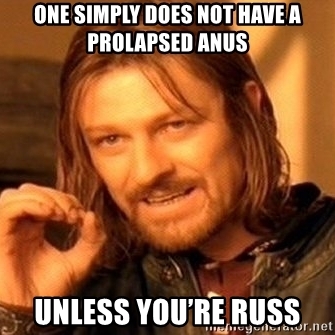 ONE SIMPLY DOES NOT HAVE A
PROLAPSED ANUS
UNLESS YOU'RE RUSS
memegenerator.net